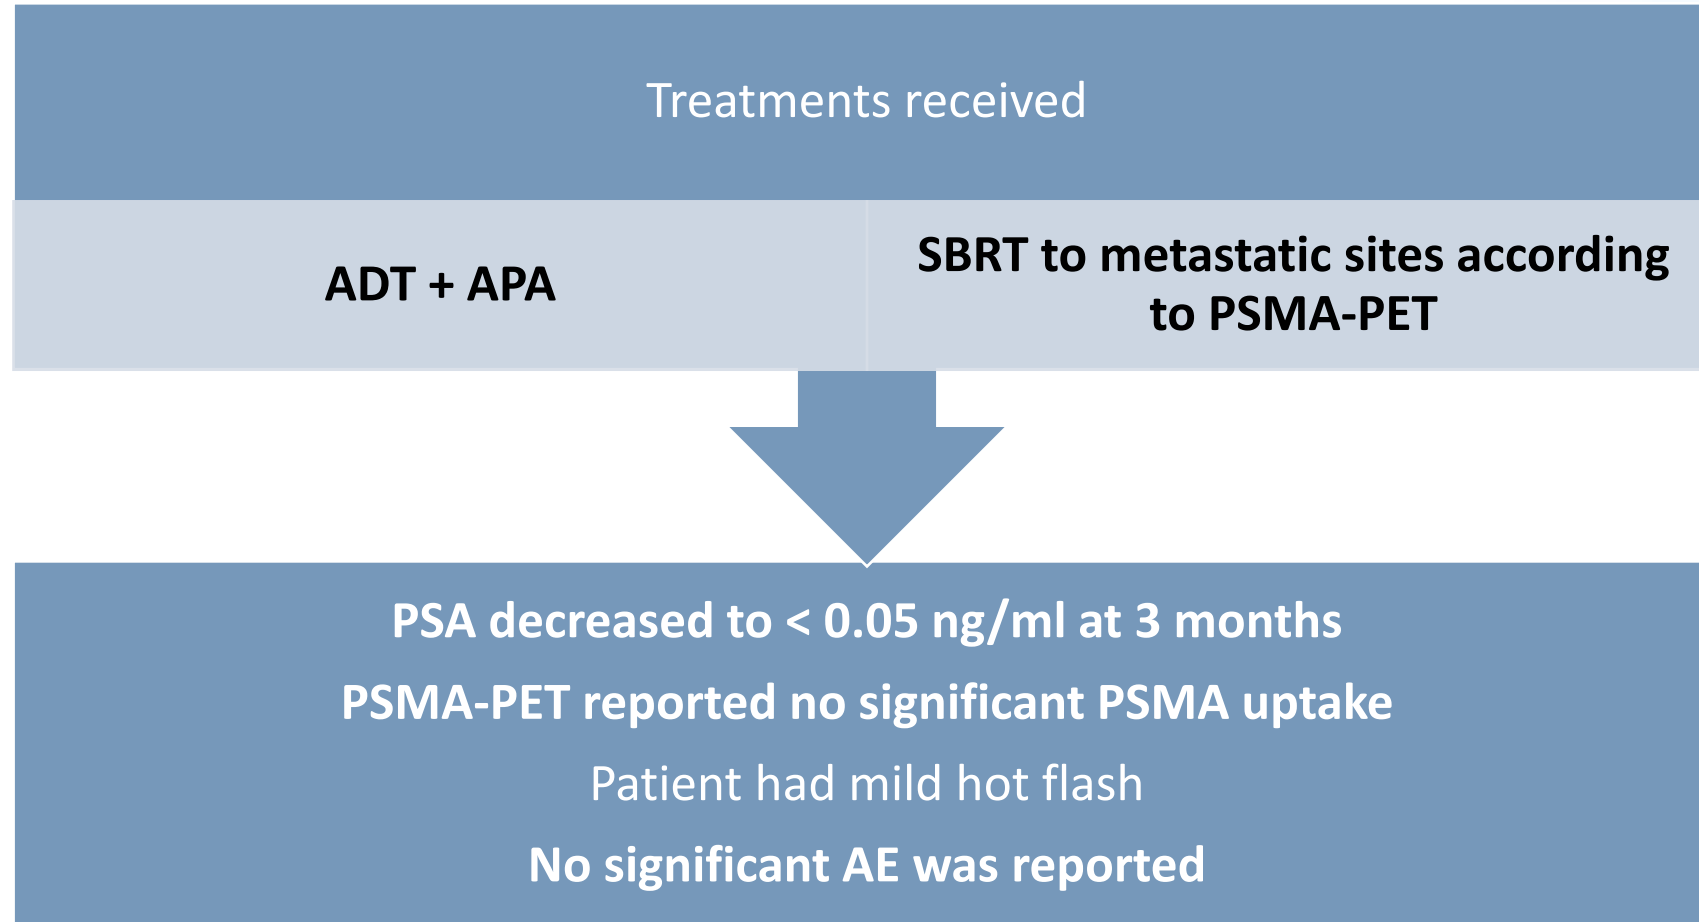 Treatments received
ADT + APA
SBRT to metastatic sites according
to PSMA-PET
PSA decreased to < 0.05 ng/ml at 3 months
PSMA-PET reported no significant PSMA uptake
Patient had mild hot flash
No significant AE was reported